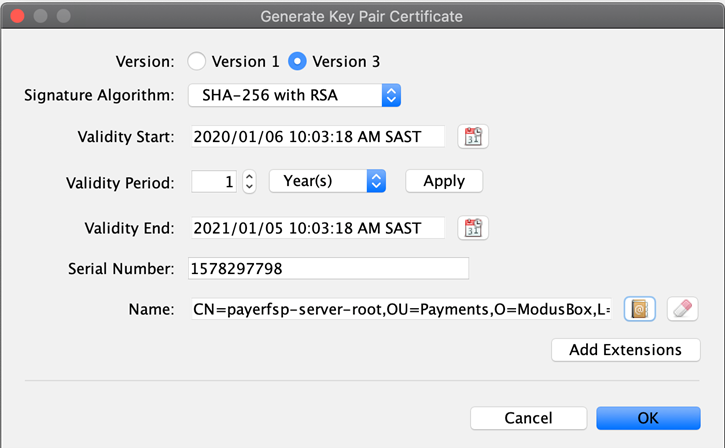 Generate Key Pair Certificate
Version: Version 1 Version 3
Signature Algorithm: SHA-256 with RSA
Validity Start: 2020/01/06 10:03:18 AM SAST
Validity Period: 1 Year(s) Apply
Validity End: 2021/01/05 10:03:18 AM SAST
Serial Number: 1578297798
Name: CN=payerfsp-server-root,OU=Payments,O=ModusBox,L=
Add Extensions
Cancel OK